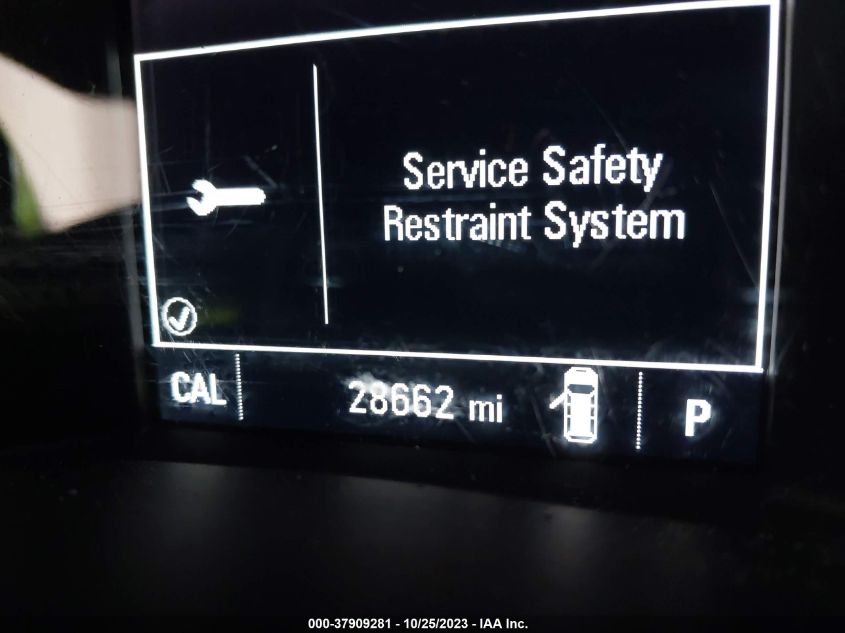 Service Safety
Restraint System
CAL 28662 mi P
000-37909281 - 10/25/2023 - IAA Inc.